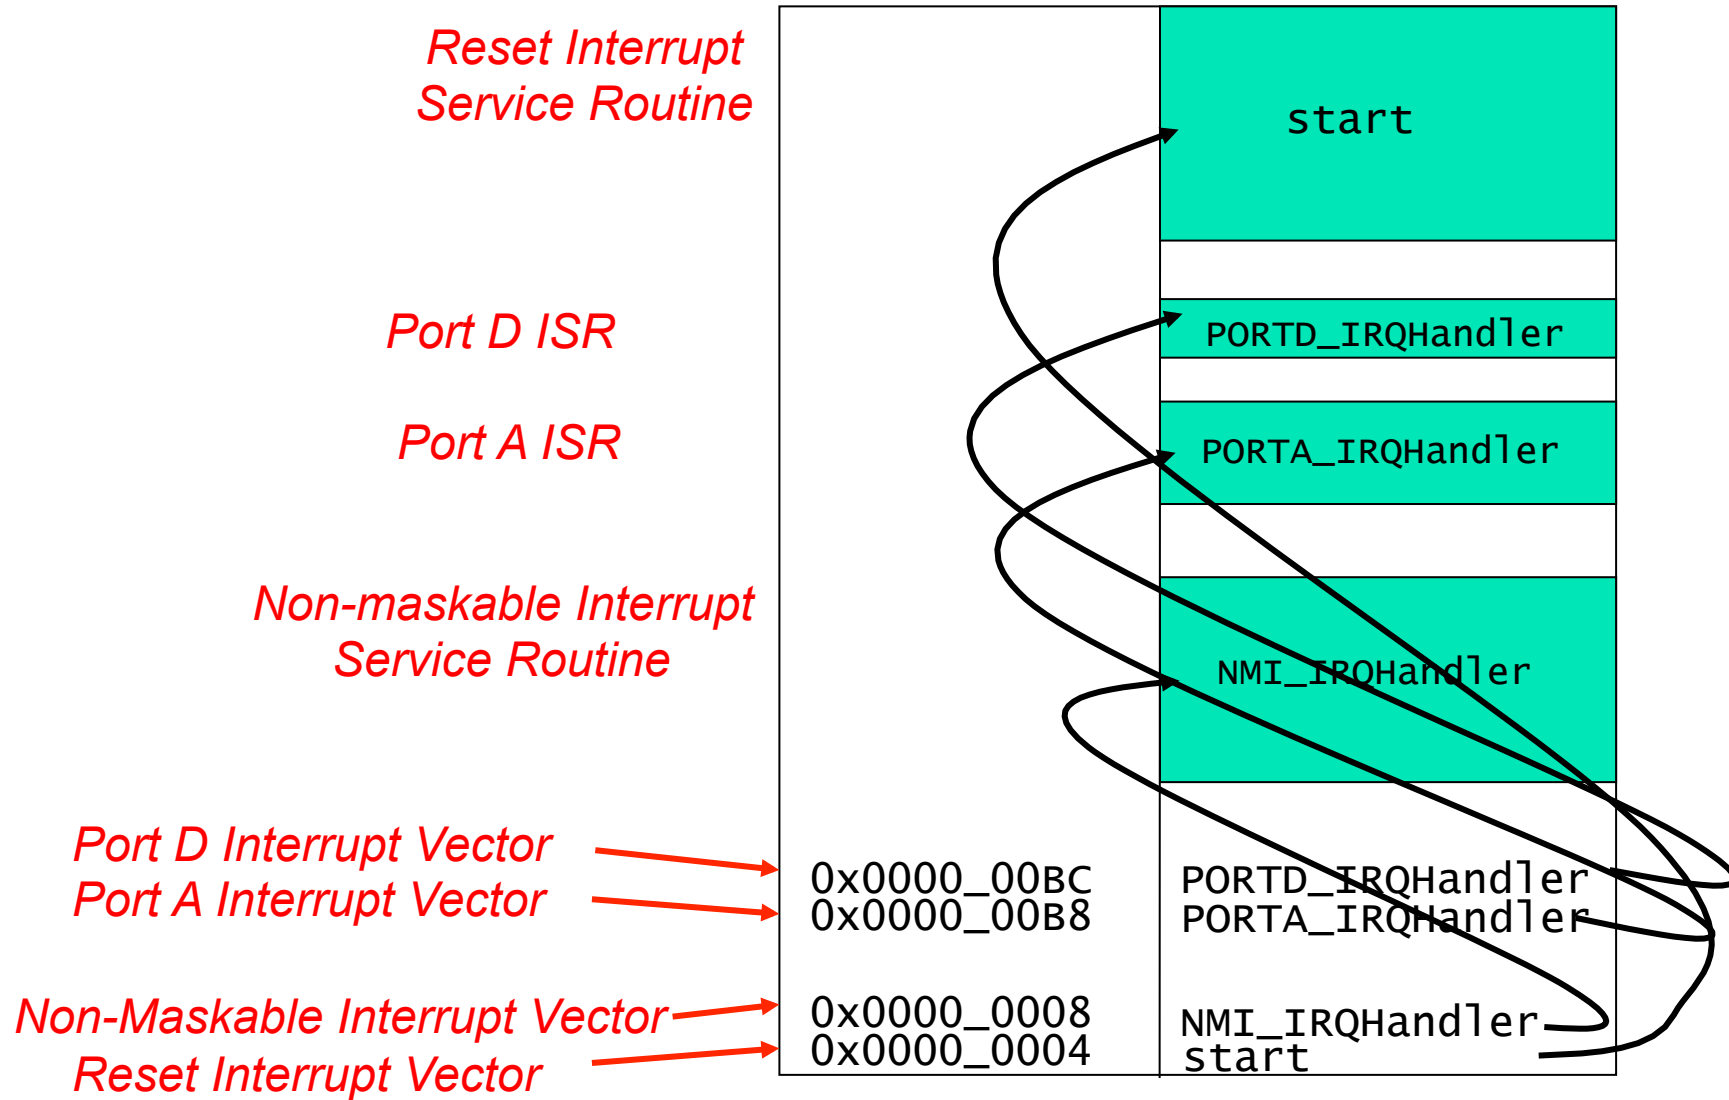 Reset Interrupt
Service Routine
start
Port D ISR
PORTD_IRQHandler
Port A ISR
PORTA_IRQHandler
Non-maskable Interrupt
Service Routine
NMI_IRQHandler
Port D Interrupt Vector
0x0000_00BC PORTD_IRQHandler
Port A Interrupt Vector
0x0000_00B8 PORTA_IRQHandler
Non-Maskable Interrupt Vector
0x0000_0008 NMI_IRQHandler
Reset Interrupt Vector
0x0000_0004 start